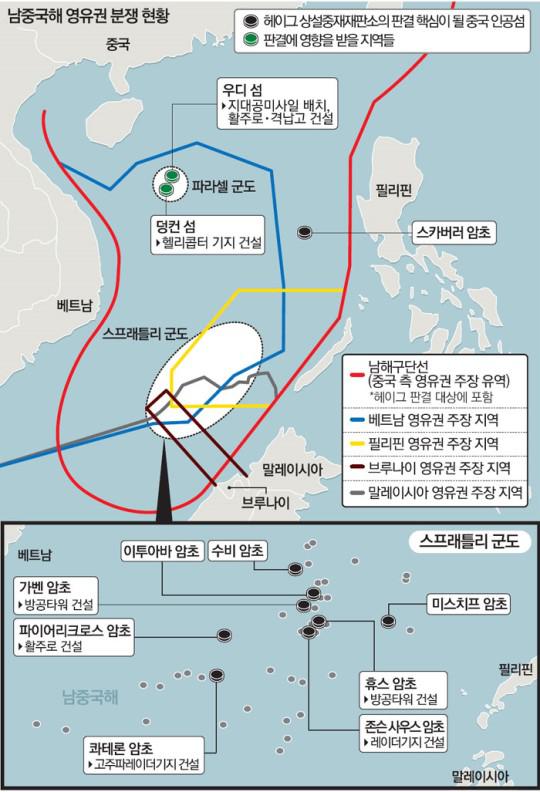 남중국해 영유권 분쟁 현황
헤이그 상설중재재판소의 판결 핵심이 될 중국 인공섬
판결에 영향을 받을 지역들
중국
우디 섬
▸지대공미사일 배치,
활주로·격납고 건설
파라셀 군도
필리핀
스카버러 암초
덩컨 섬
▸헬리콥터 기지 건설
베트남
스프래틀리 군도
남해구단선
(중국 측 영유권 주장 유역)
*헤이그 판결 대상에 포함
베트남 영유권 주장 지역
필리핀 영유권 주장 지역
브루나이 영유권 주장 지역
말레이시아 영유권 주장 지역
말레이시아
브루나이
스프래틀리 군도
베트남
이투아바 암초
수비 암초
가벤 암초
▸방공타워 건설
미스치프 암초
파이어리크로스 암초
▸활주로 건설
필리핀
휴스 암초
▸방공타워 건설
남중국해
존슨 사우스 암초
▸레이더기지 건설
콰테론 암초
▸고주파레이더기지 건설
말레이시아